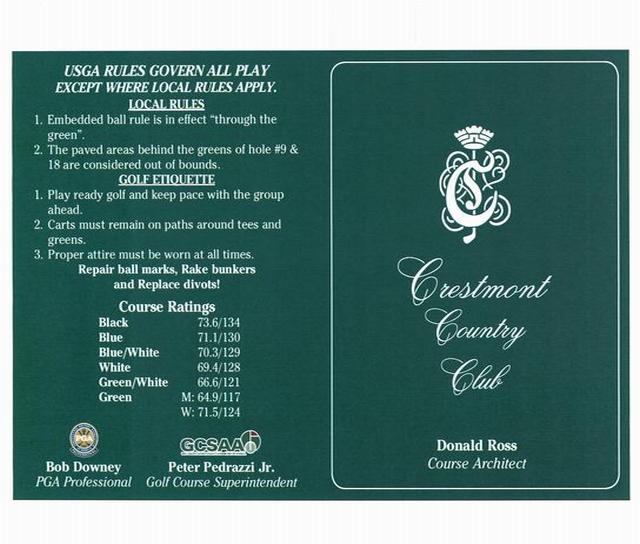 USGA RULES GOVERN ALL PLAY
EXCEPT WHERE LOCAL RULES APPLY.
LOCAL RULES
1. Embedded ball rule is in effect "through the
green".
2. The paved areas behind the greens of hole #9 &
18 are considered out of bounds.
GOLF ETIQUETTE
1. Play ready golf and keep pace with the group
ahead.
2. Carts must remain on paths around tees and
greens.
3. Proper attire must be worn at all times.
Repair ball marks, Rake bunkers
and Replace divots!
Course Ratings
Black 73.6/134
Blue 71.1/130
Blue/White 70.3/129
White 69.4/128
Green/White 66.6/121
Green M: 64.9/117
W: 71.5/124
PGA
GCSAA
Bob Downey
PGA Professional
Peter Pedrazzi Jr.
Golf Course Superintendent
Crestmont
Country
Club
Donald Ross
Course Architect